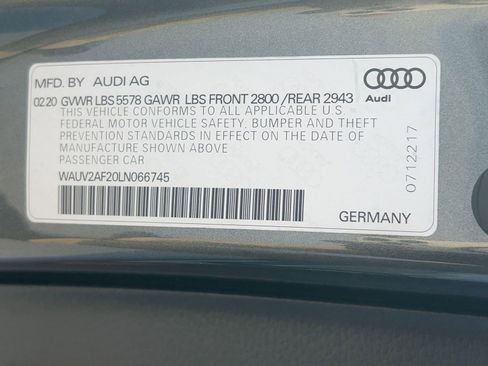 MFD. BY AUDI AG
02.20 GVWR LBS 5578 GAWR LBS FRONT 2800 /REAR 2943
THIS VEHICLE CONFORMS TO ALL APPLICABLE U.S.
FEDERAL MOTOR VEHICLE SAFETY, BUMPER AND THEFT
PREVENTION STANDARDS IN EFFECT ON THE DATE OF
MANUFACTURE SHOWN ABOVE
PASSENGER CAR
WAUV2AF20LN066745
GERMANY
Audi
0712217